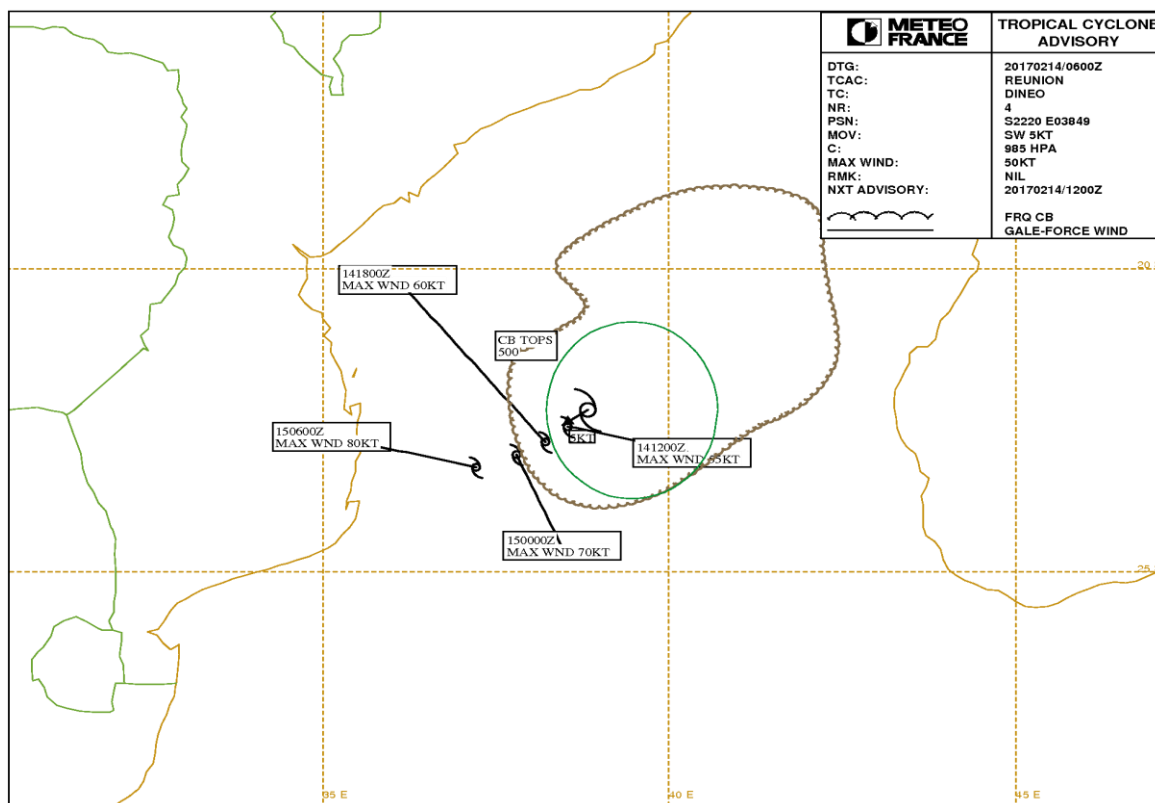 METEO
FRANCE
TROPICAL CYCLONE
ADVISORY
DTG: 20170214/0600Z
TCAC: REUNION
TC: DINEO
NR: 4
PSN: S2220 E03849
MOV: SW 5KT
C: 985 HPA
MAX WIND: 50KT
RMK: NIL
NXT ADVISORY: 20170214/1200Z
FRQ CB
GALE-FORCE WIND
20
141800Z
MAX WND 60KT
CB TOPS
500
5KT
150600Z
MAX WND 80KT
141200Z
MAX WND 55KT
150000Z
MAX WND 70KT
25
35 E
40 E
45 E